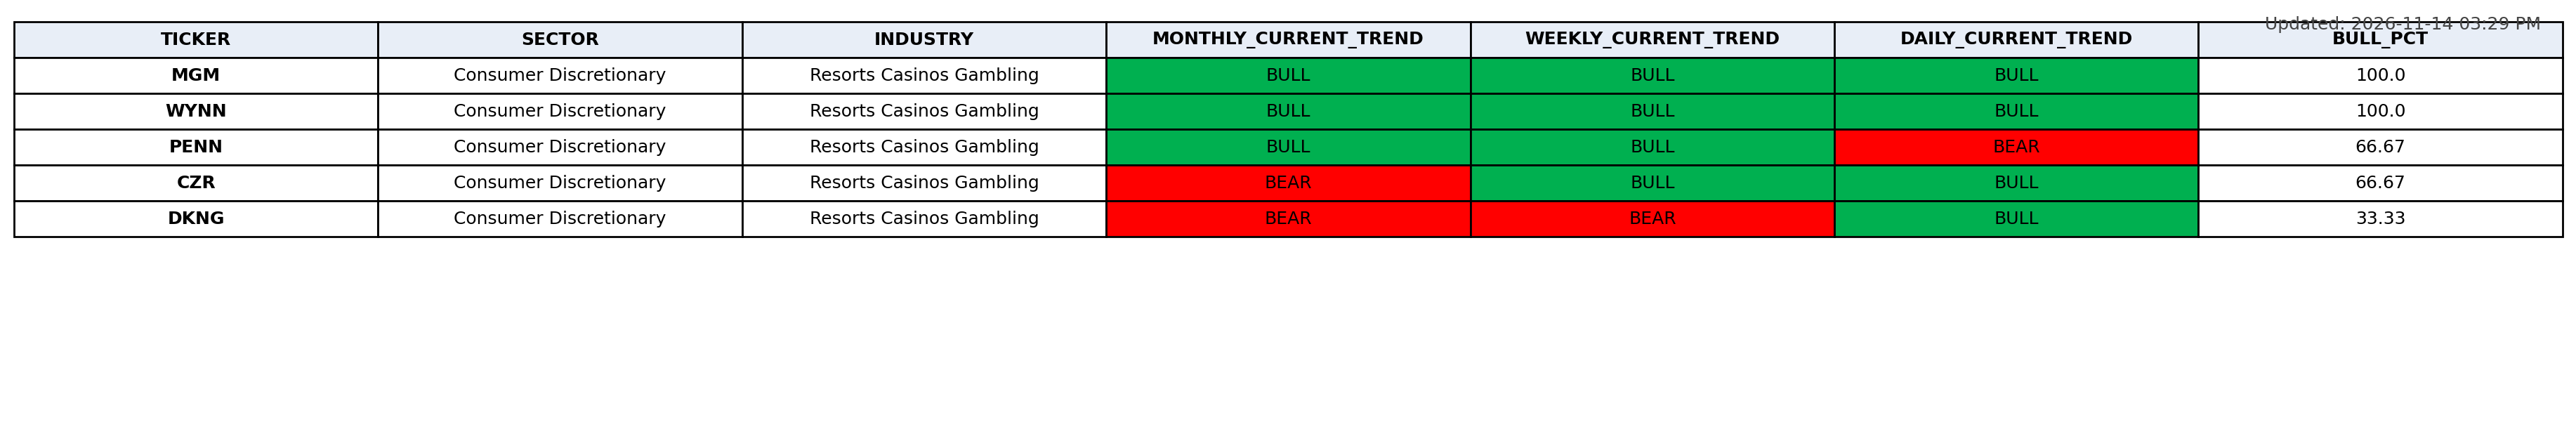 Updated: 2026-11-14 03:29 PM
TICKER SECTOR INDUSTRY MONTHLY_CURRENT_TREND WEEKLY_CURRENT_TREND DAILY_CURRENT_TREND BULL_PCT
MGM Consumer Discretionary Resorts Casinos Gambling BULL BULL BULL 100.0
WYNN Consumer Discretionary Resorts Casinos Gambling BULL BULL BULL 100.0
PENN Consumer Discretionary Resorts Casinos Gambling BULL BULL BEAR 66.67
CZR Consumer Discretionary Resorts Casinos Gambling BEAR BULL BULL 66.67
DKNG Consumer Discretionary Resorts Casinos Gambling BEAR BEAR BULL 33.33